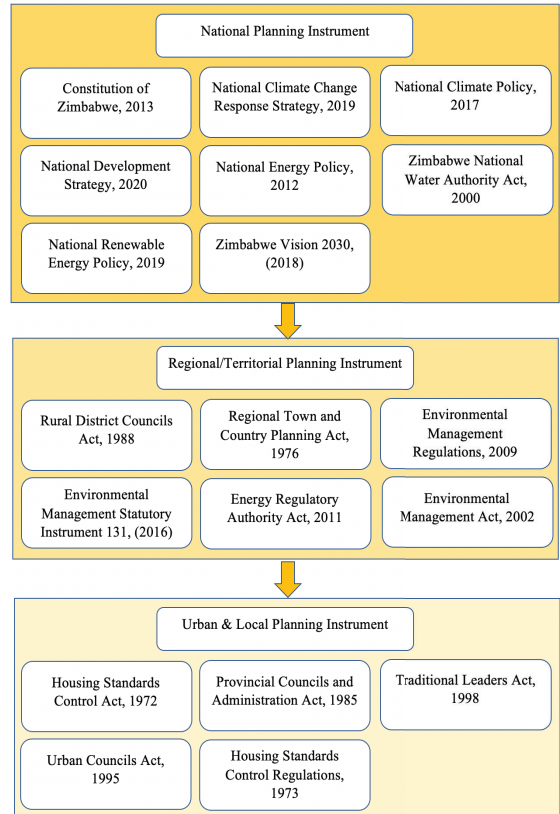 National Planning Instrument
Constitution of
Zimbabwe, 2013
National Climate Change
Response Strategy, 2019
National Climate Policy,
2017
National Development
Strategy, 2020
National Energy Policy,
2012
Zimbabwe National
Water Authority Act,
2000
National Renewable
Energy Policy, 2019
Zimbabwe Vision 2030,
(2018)
Regional/Territorial Planning Instrument
Rural District Councils
Act, 1988
Regional Town and
Country Planning Act,
1976
Environmental
Management
Regulations, 2009
Environmental
Management Statutory
Instrument 131, (2016)
Energy Regulatory
Authority Act, 2011
Environmental
Management Act, 2002
Urban & Local Planning Instrument
Housing Standards
Control Act, 1972
Provincial Councils and
Administration Act, 1985
Traditional Leaders Act,
1998
Urban Councils Act,
1995
Housing Standards
Control Regulations,
1973